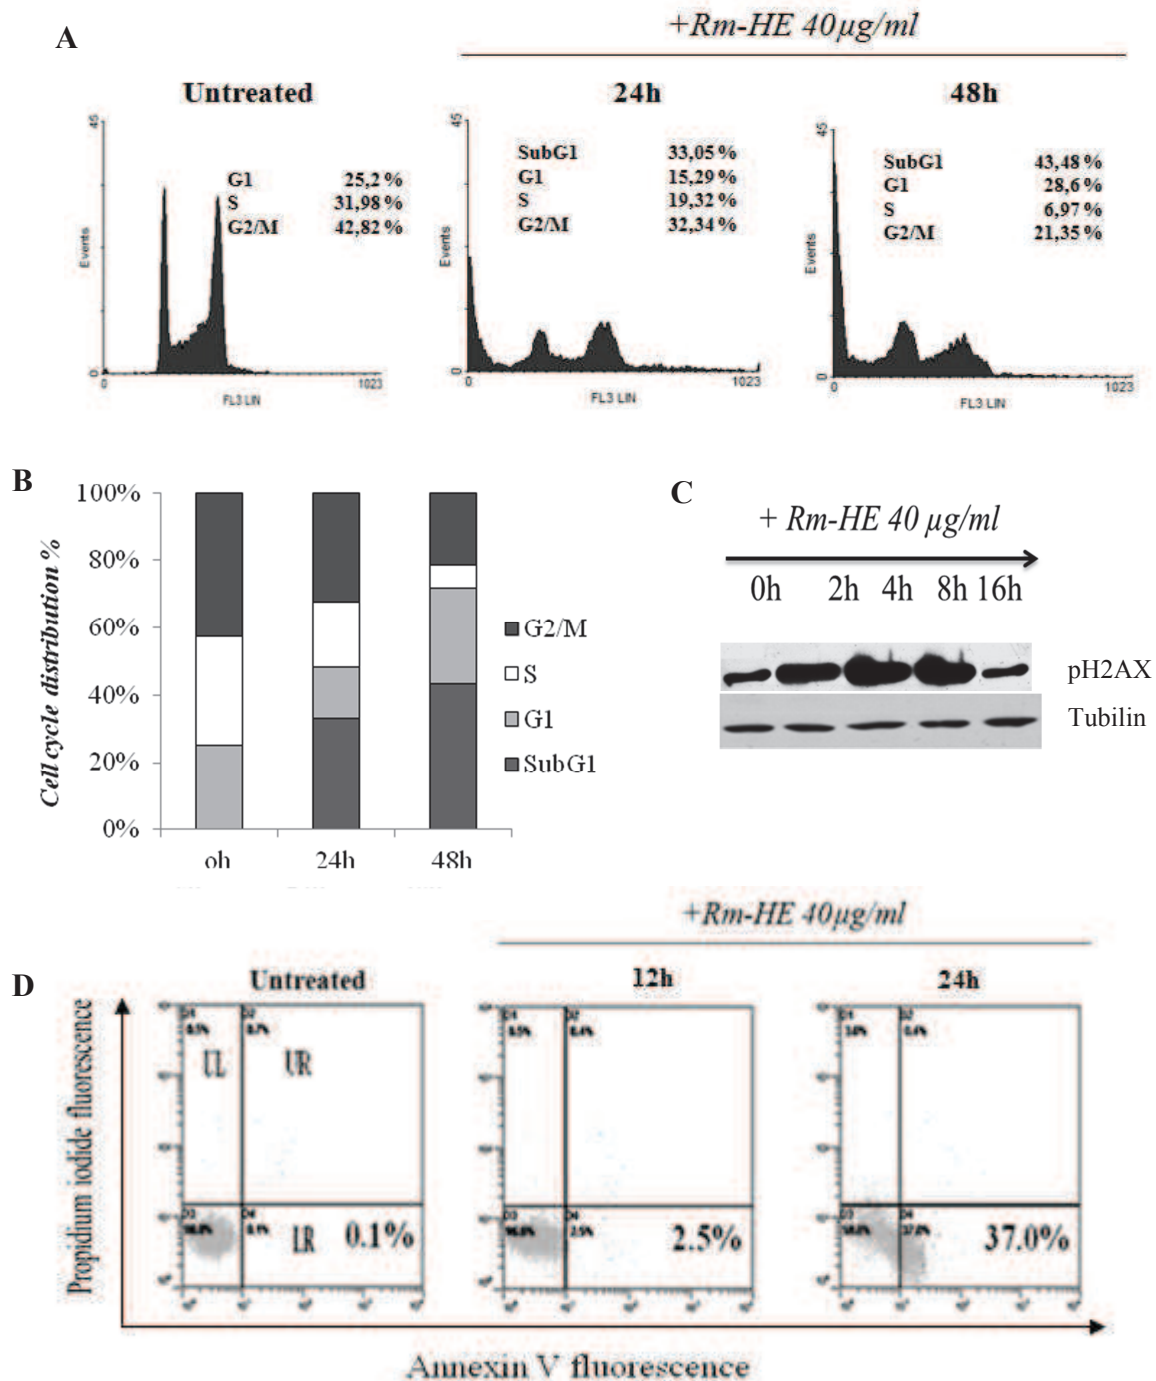 A
+Rm-HE 40µg/ml
Untreated
24h
48h
45
Events
0
G1 25,2 %
S 31,98 %
G2/M 42,82 %
0 1023
FL3 LIN
45
Events
0
SubG1 33,05 %
G1 15,29 %
S 19,32 %
G2/M 32,34 %
0 1023
FL3 LIN
45
Events
0
SubG1 43,48 %
G1 28,6 %
S 6,97 %
G2/M 21,35 %
0 1023
FL3 LIN
B
Cell cycle distribution %
100%
80%
60%
40%
20%
0%
oh 24h 48h
G2/M
S
G1
SubG1
C
+ Rm-HE 40 µg/ml
0h 2h 4h 8h 16h
pH2AX
Tubilin
D
+Rm-HE 40µg/ml
Untreated
12h
24h
Propidium iodide fluorescence
UL UR
LR 0.1%
2.5%
37.0%
Annexin V fluorescence